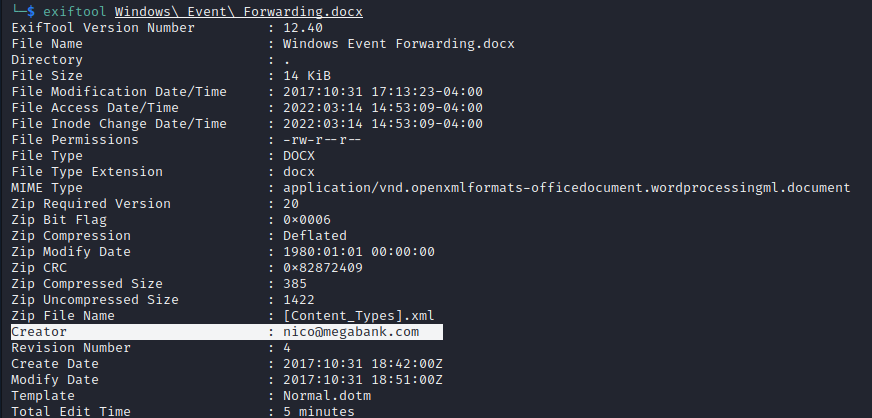 └─$ exiftool Windows\ Event\ Forwarding.docx
ExifTool Version Number : 12.40
File Name : Windows Event Forwarding.docx
Directory : .
File Size : 14 KiB
File Modification Date/Time : 2017:10:31 17:13:23-04:00
File Access Date/Time : 2022:03:14 14:53:09-04:00
File Inode Change Date/Time : 2022:03:14 14:53:09-04:00
File Permissions : -rw-r--r--
File Type : DOCX
File Type Extension : docx
MIME Type : application/vnd.openxmlformats-officedocument.wordprocessingml.document
Zip Required Version : 20
Zip Bit Flag : 0x0006
Zip Compression : Deflated
Zip Modify Date : 1980:01:01 00:00:00
Zip CRC : 0x82872409
Zip Compressed Size : 385
Zip Uncompressed Size : 1422
Zip File Name : [Content_Types].xml
Creator : nico@megabank.com
Revision Number : 4
Create Date : 2017:10:31 18:42:00Z
Modify Date : 2017:10:31 18:51:00Z
Template : Normal.dotm
Total Edit Time : 5 minutes